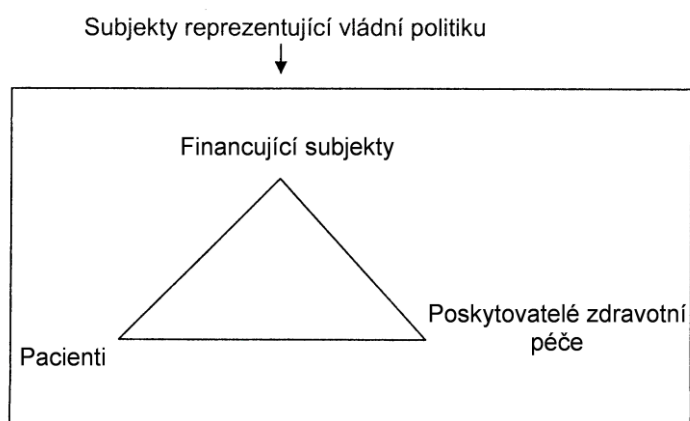 Subjekty reprezentující vládní politiku
Financující subjekty
Poskytovatelé zdravotní
péče
Pacienti